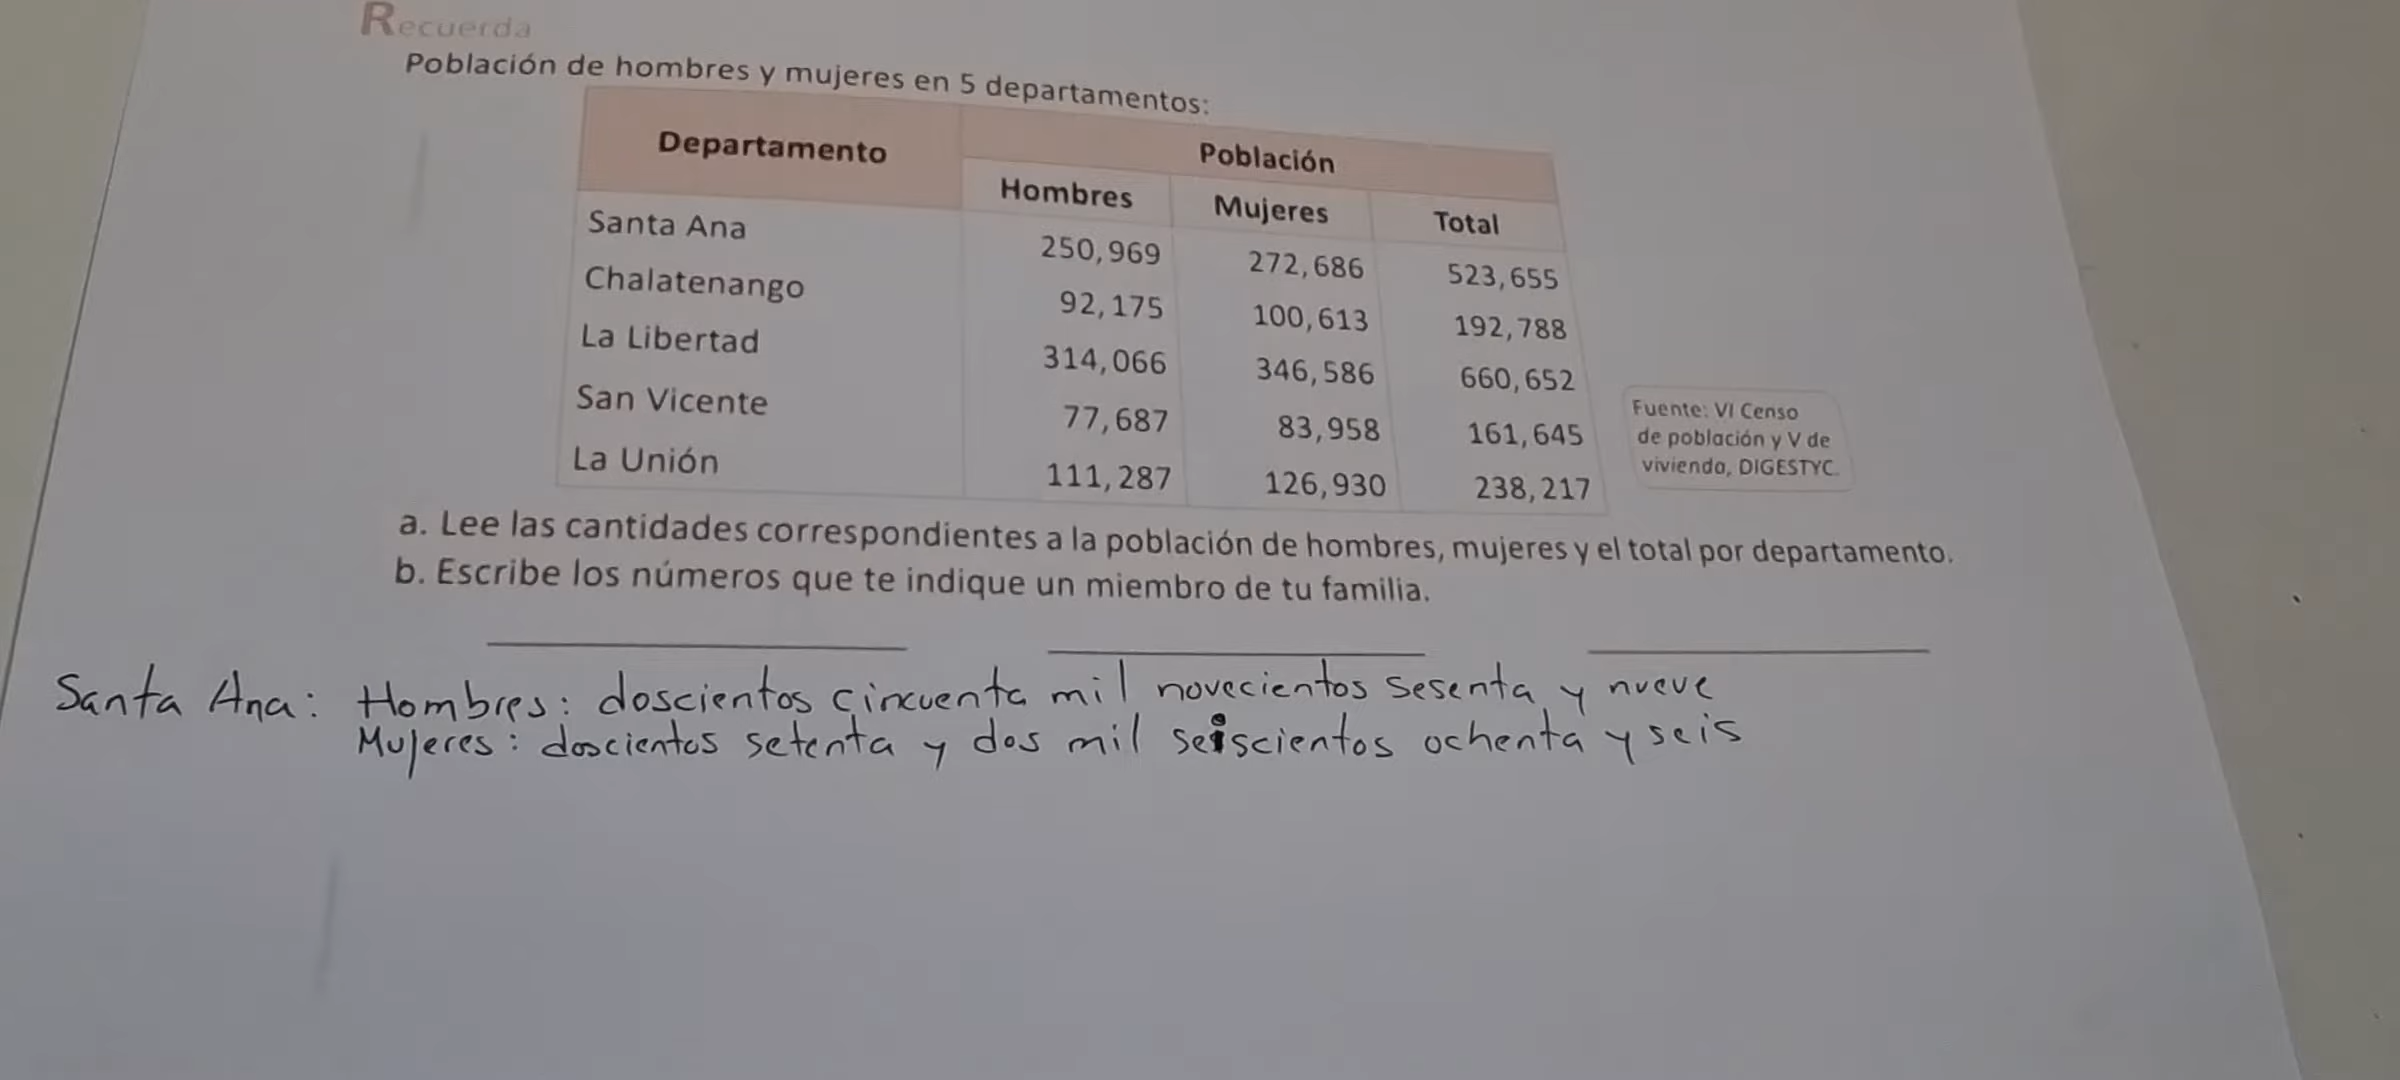 Recuerda
Población de hombres y mujeres en 5 departamentos:
Departamento Población
Hombres Mujeres Total
Santa Ana 250,969 272,686 523,655
Chalatenango 92,175 100,613 192,788
La Libertad 314,066 346,586 660,652
San Vicente 77,687 83,958 161,645
La Unión 111,287 126,930 238,217
Fuente: VI Censo
de población y V de
vivienda, DIGESTYC.
a. Lee las cantidades correspondientes a la población de hombres, mujeres y el total por departamento.
b. Escribe los números que te indique un miembro de tu familia.
Santa Ana: Hombres: doscientos cincuenta mil novecientos sesenta y nueve
Mujeres: doscientos setenta y dos mil seiscientos ochenta y seis